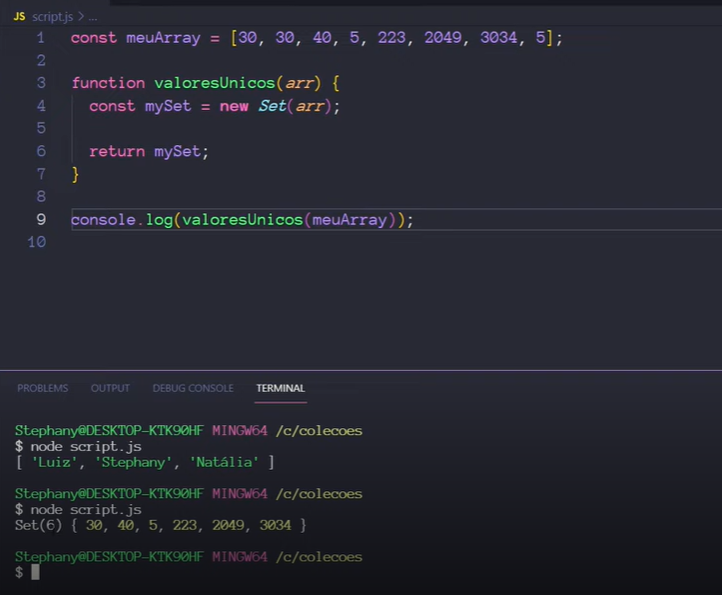 JS script.js > ...
1 const meuArray = [30, 30, 40, 5, 223, 2049, 3034, 5];
2
3 function valoresUnicos(arr) {
4 const mySet = new Set(arr);
5
6 return mySet;
7 }
8
9 console.log(valoresUnicos(meuArray));
10
PROBLEMS OUTPUT DEBUG CONSOLE TERMINAL
Stephany@DESKTOP-KTK90HF MINGW64 /c/colecoes
$ node script.js
[ 'Luiz', 'Stephany', 'Natália' ]
Stephany@DESKTOP-KTK90HF MINGW64 /c/colecoes
$ node script.js
Set(6) { 30, 40, 5, 223, 2049, 3034 }
Stephany@DESKTOP-KTK90HF MINGW64 /c/colecoes
$